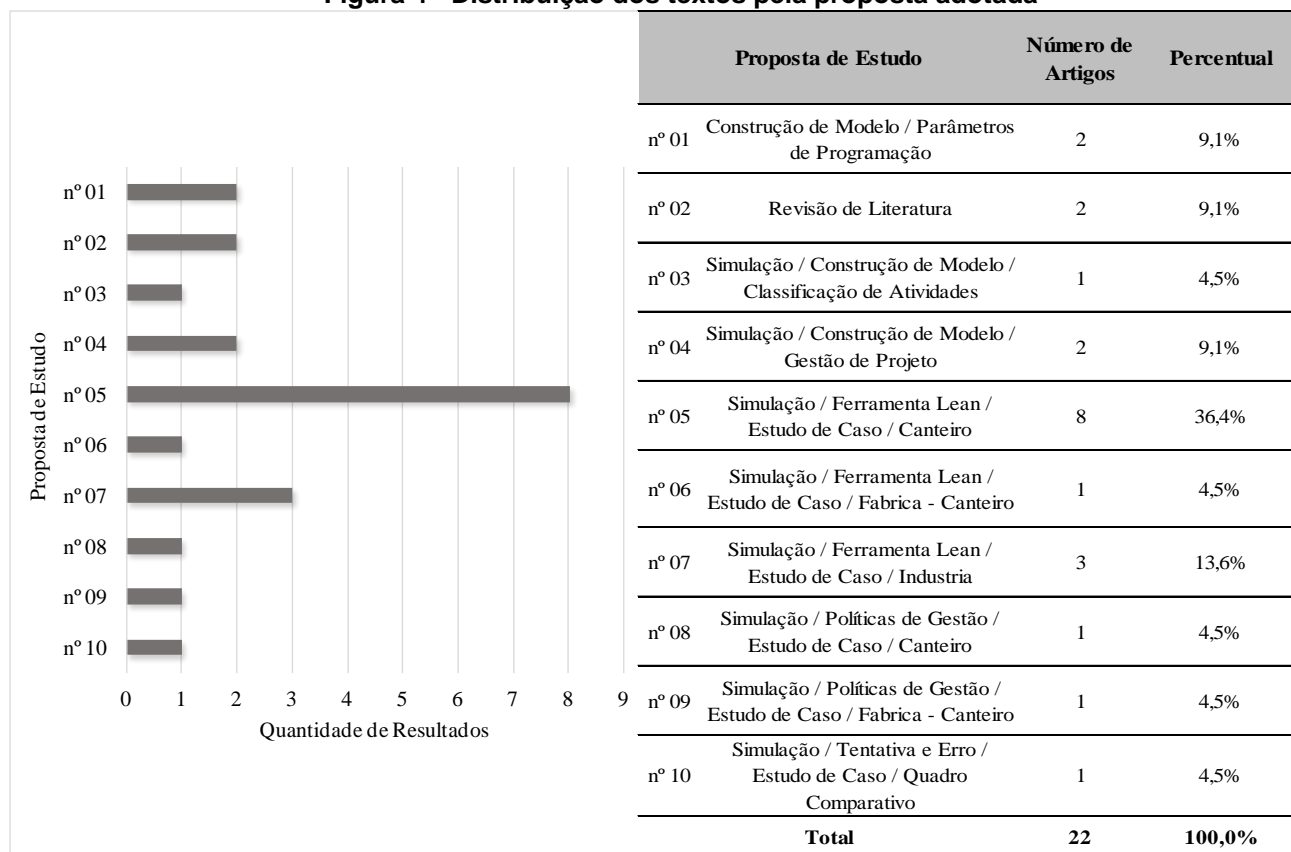 Figura - Distribuição dos textos pela proposta adotada
Proposta de Estudo
nº 01
nº 02
nº 03
nº 04
nº 05
nº 06
nº 07
nº 08
nº 09
nº 10
0 1 2 3 4 5 6 7 8 9
Quantidade de Resultados
Proposta de Estudo
Número de
Artigos
Percentual
nº 01
Construção de Modelo / Parâmetros
de Programação
2
9,1%
nº 02
Revisão de Literatura
2
9,1%
nº 03
Simulação / Construção de Modelo /
Classificação de Atividades
1
4,5%
nº 04
Simulação / Construção de Modelo /
Gestão de Projeto
2
9,1%
nº 05
Simulação / Ferramenta Lean /
Estudo de Caso / Canteiro
8
36,4%
nº 06
Simulação / Ferramenta Lean /
Estudo de Caso / Fabrica - Canteiro
1
4,5%
nº 07
Simulação / Ferramenta Lean /
Estudo de Caso / Industria
3
13,6%
nº 08
Simulação / Políticas de Gestão /
Estudo de Caso / Canteiro
1
4,5%
nº 09
Simulação / Políticas de Gestão /
Estudo de Caso / Fabrica - Canteiro
1
4,5%
nº 10
Simulação / Tentativa e Erro /
Estudo de Caso / Quadro
Comparativo
1
4,5%
Total
22
100,0%